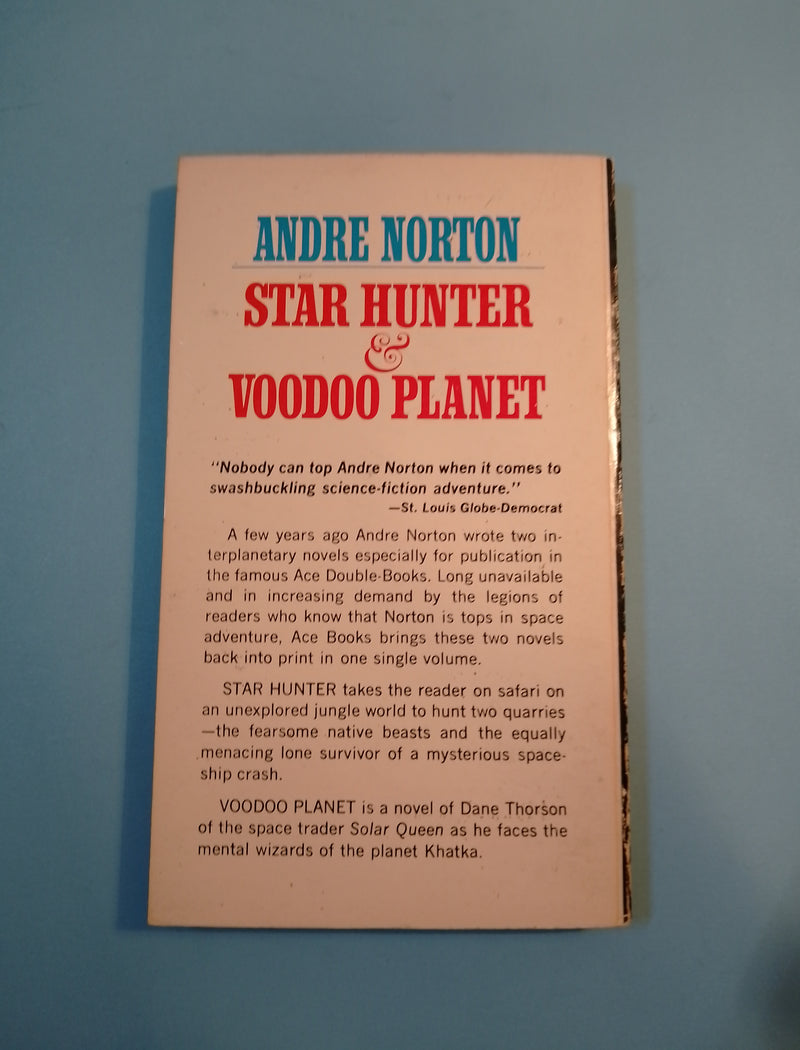 ANDRE NORTON
STAR HUNTER
&
VOODOO PLANET
"Nobody can top Andre Norton when it comes to
swashbuckling science-fiction adventure."
—St. Louis Globe-Democrat
A few years ago Andre Norton wrote two in-
terplanetary novels especially for publication in
the famous Ace Double-Books. Long unavailable
and in increasing demand by the legions of
readers who know that Norton is tops in space
adventure, Ace Books brings these two novels
back into print in one single volume.
STAR HUNTER takes the reader on safari on
an unexplored jungle world to hunt two quarries
—the fearsome native beasts and the equally
menacing lone survivor of a mysterious space-
ship crash.
VOODOO PLANET is a novel of Dane Thorson
of the space trader Solar Queen as he faces the
mental wizards of the planet Khatka.